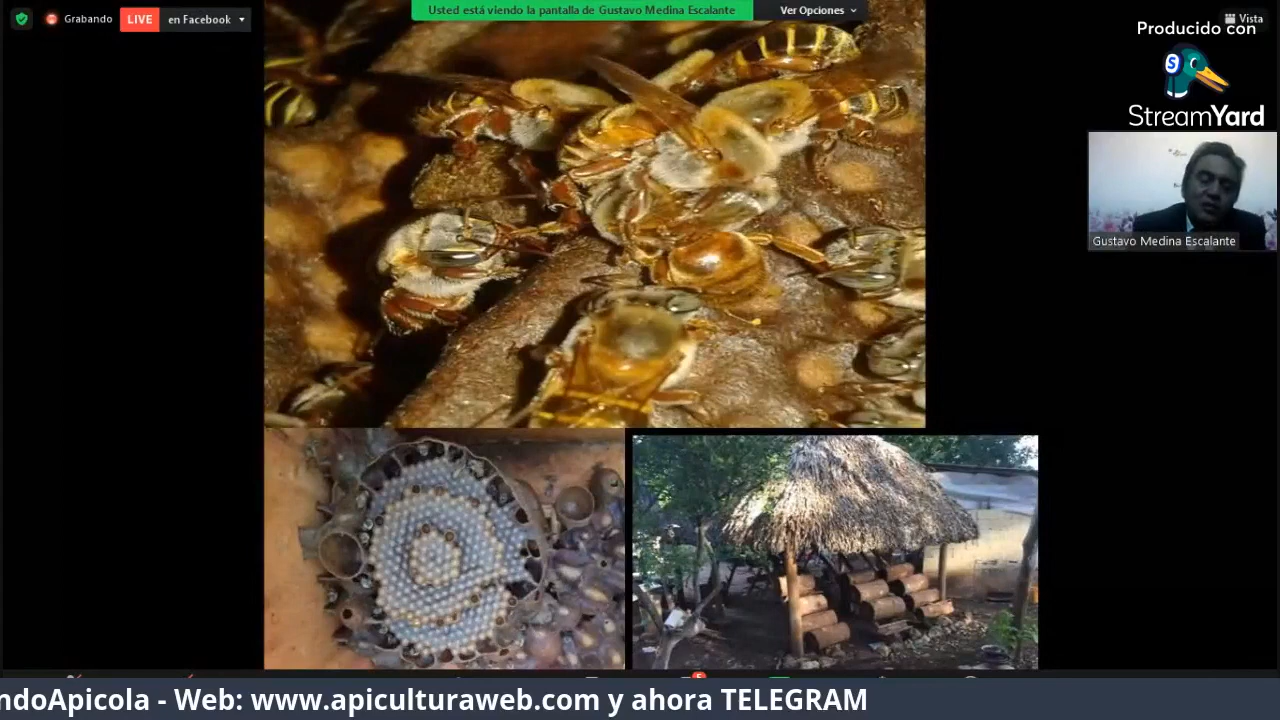 Grabando
LIVE en Facebook
Usted está viendo la pantalla de Gustavo Medina Escalante
Ver Opciones
Vista
Producido con
StreamYard
Gustavo Medina Escalante
ndoApicola - Web: www.apiculturaweb.com y ahora TELEGRAM